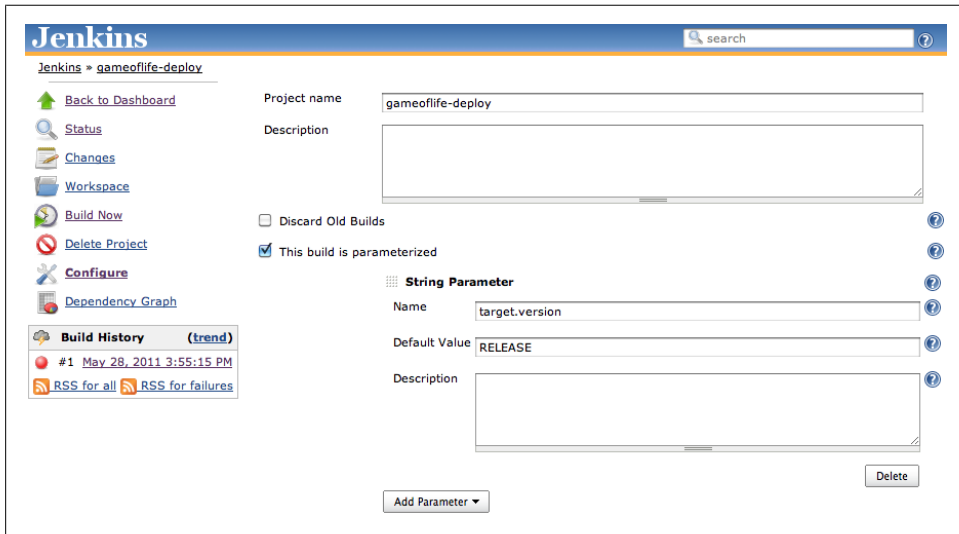 Jenkins
search
Jenkins » gameoflife-deploy
Back to Dashboard
Status
Changes
Workspace
Build Now
Delete Project
Configure
Dependency Graph
Build History (trend)
#1 May 28, 2011 3:55:15 PM
RSS for all RSS for failures
Project name gameoflife-deploy
Description
Discard Old Builds
This build is parameterized
String Parameter
Name target.version
Default Value RELEASE
Description
Delete
Add Parameter